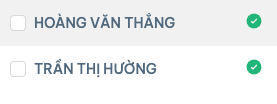 HOÀNG VĂN THẮNG
TRẦN THỊ HƯỜNG